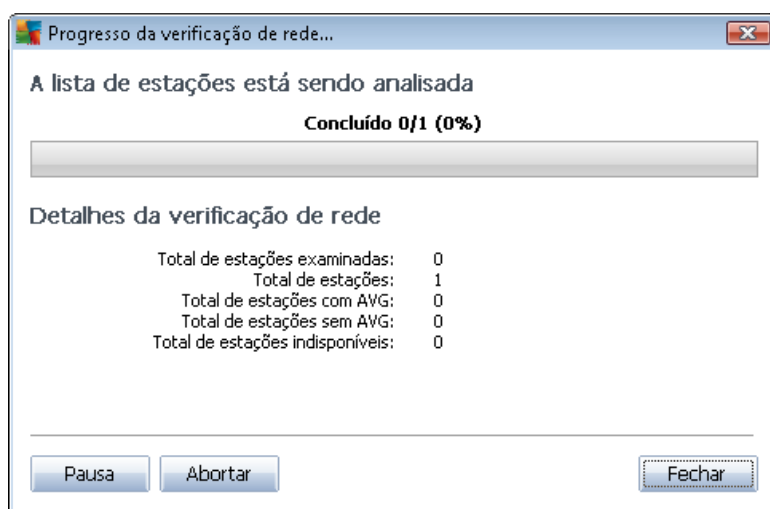 Progresso da verificação de rede...
A lista de estações está sendo analisada
Concluído 0/1 (0%)
Detalhes da verificação de rede
Total de estações examinadas: 0
Total de estações: 1
Total de estações com AVG: 0
Total de estações sem AVG: 0
Total de estações indisponíveis: 0
Pausa Abortar Fechar